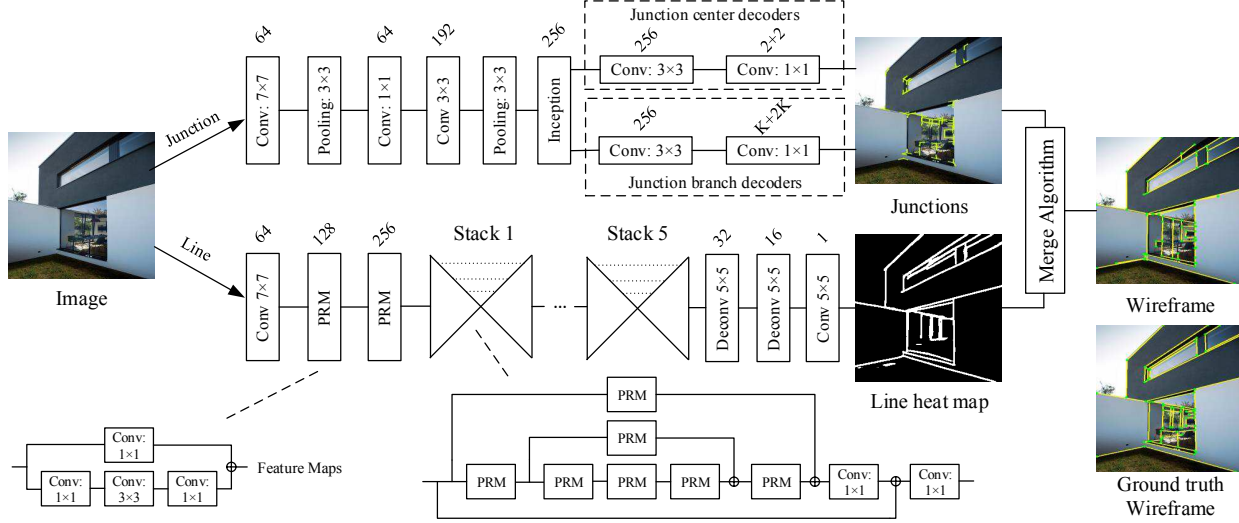 Junction center decoders
64
64
192
256
256
2+2
Conv: 7×7
Pooling: 3×3
Conv: 1×1
Conv 3×3
Pooling: 3×3
Inception
Conv: 3×3
Conv: 1×1
Junction
256
K+2K
Conv: 3×3
Conv: 1×1
Junction branch decoders
Junctions
Merge Algorithm
Image
Line
64
128
256
Stack 1
Stack 5
32
16
1
Conv 7×7
PRM
PRM
...
Deconv 5×5
Deconv 5×5
Conv 5×5
Line heat map
Wireframe
PRM
PRM
Conv:
1×1
Conv:
1×1
Conv:
3×3
Conv:
1×1
Feature Maps
PRM
PRM
PRM
PRM
PRM
Conv:
1×1
Conv:
1×1
Ground truth
Wireframe